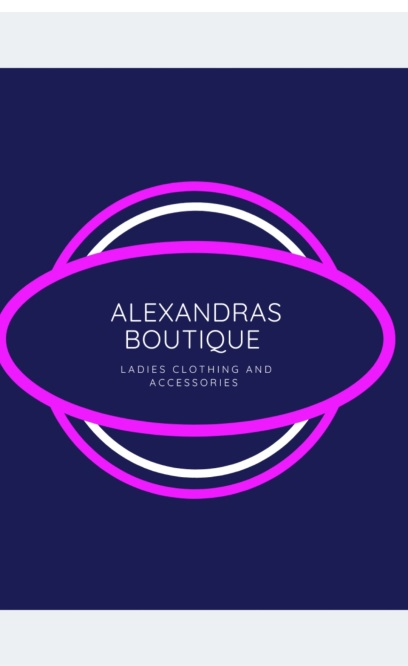 ALEXANDRAS
BOUTIQUE
LADIES CLOTHING AND
ACCESSORIES